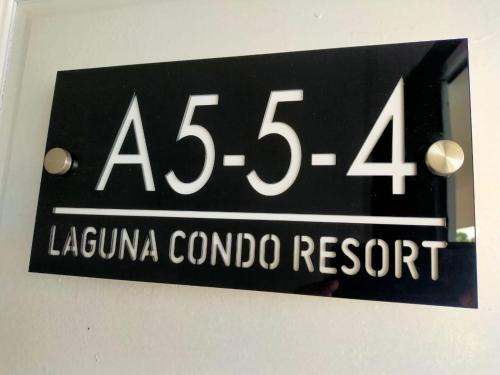 A5-5-4
LAGUNA CONDO RESORT